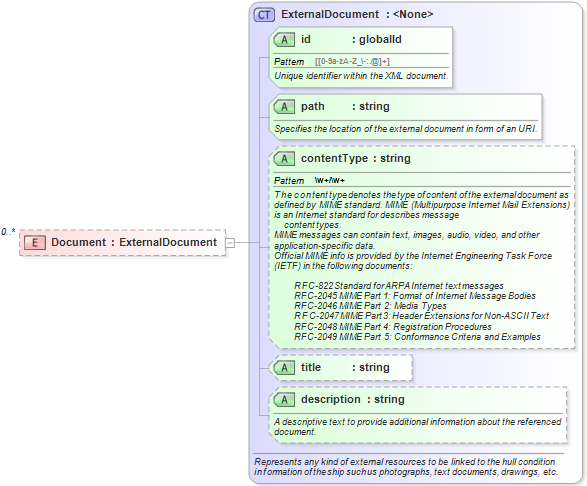 CT ExternalDocument : <None>
A id : globalId
Pattern [[0-9a-zA-Z_\-:.@]+]
Unique identifier within the XML document.
A path : string
Specifies the location of the external document in form of an URI.
A contentType : string
Pattern \w+/\w+
The contenttype denotes the type of content of the external document as
defined by MIME standard. MIME (Multipurpose Internet Mail Extensions)
is an Internet standard for describes message
contenttypes.
MIME messages can contain text, images, audio, video, and other
application-specific data.
Official MIME info is provided by the Internet Engineering Task Force
(IETF) in the following documents:
RFC-822 Standard for ARPA Internet text messages
RFC-2045 MIME Part 1: Format of Internet Message Bodies
RFC-2046 MIME Part 2: Media Types
RFC-2047 MIME Part 3: Header Extensions for Non-ASCII Text
RFC-2048 MIME Part 4: Registration Procedures
RFC-2049 MIME Part 5: Conformance Criteria and Examples
0..*
E Document : ExternalDocument
A title : string
A description : string
A descriptive text to provide additional information about the referenced
document.
Represents any kind of external resources to be linked to the hull condition
information of the ship such us photographs, text documents, drawings, etc.